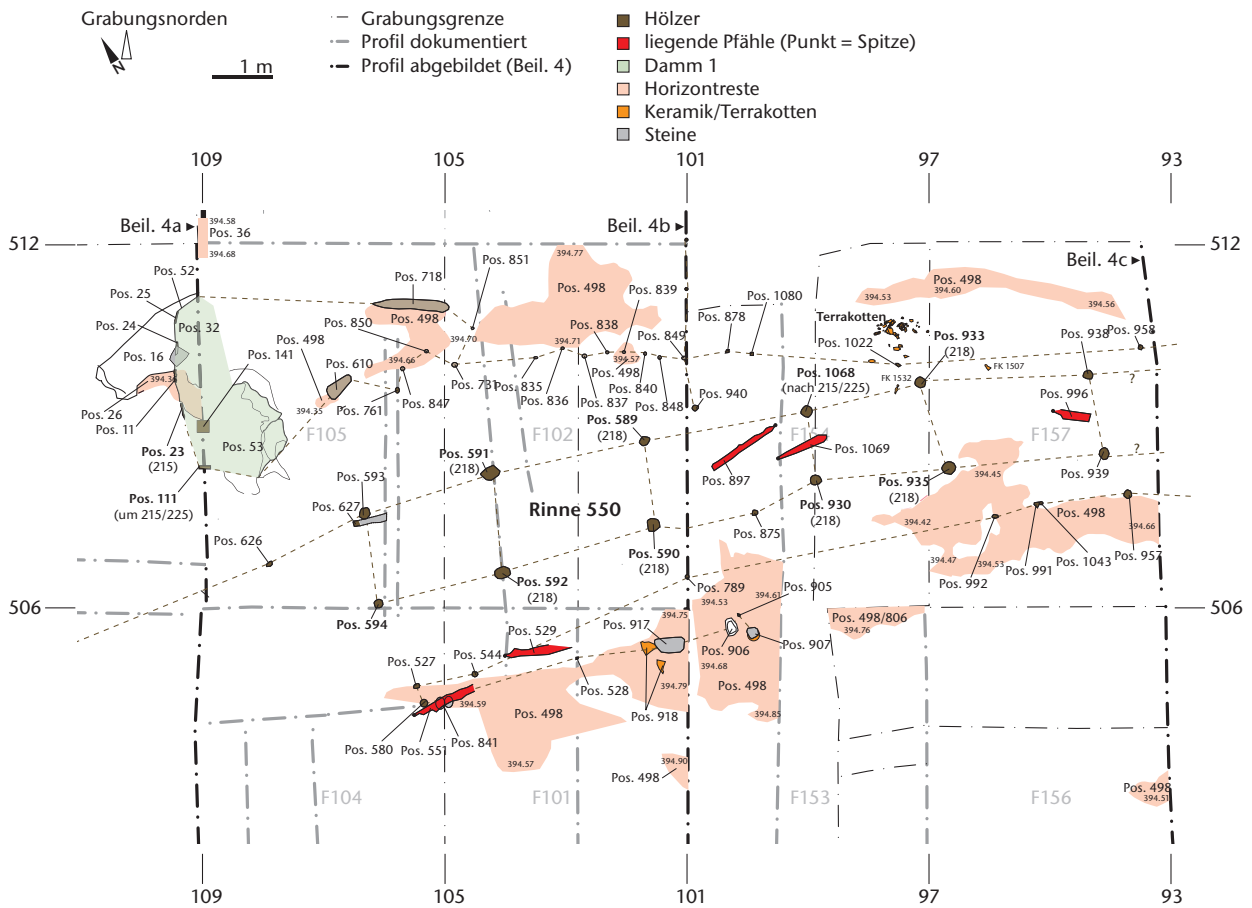 Grabungsnorden
N
1 m
Grabungsgrenze
Profil dokumentiert
Profil abgebildet (Beil. 4)
Hölzer
liegende Pfähle (Punkt = Spitze)
Damm 1
Horizontreste
Keramik/Terrakotten
Steine
109
105
101
97
93
512
512
Beil. 4a
Beil. 4b
Beil. 4c
394.58
Pos. 36
394.68
Pos. 52
Pos. 25
Pos. 24
Pos. 32
Pos. 16
Pos. 141
394.36
Pos. 26
Pos. 11
Pos. 23
(215)
Pos. 53
Pos. 111
(um 215/225)
Pos. 718
Pos. 851
Pos. 498
Pos. 850
Pos. 498
Pos. 610
394.66
394.70
394.35
Pos. 761
Pos. 847
Pos. 731
F105
394.77
Pos. 498
Pos. 839
Pos. 838
Pos. 849
394.71
394.57
Pos. 498
Pos. 835
Pos. 836
Pos. 837
Pos. 840
Pos. 848
Pos. 878
Pos. 1080
Pos. 940
F102
Pos. 589
(218)
Pos. 591
(218)
Pos. 1068
(nach 215/225)
F154
Pos. 897
Pos. 1069
394.53
Pos. 498
394.60
394.56
Terrakotten
Pos. 1022
Pos. 933
(218)
FK 1532
FK 1507
Pos. 938
Pos. 958
?
Pos. 996
F157
?
Pos. 939
Pos. 935
(218)
394.45
394.42
394.47
394.53
Pos. 498
394.66
Pos. 992
Pos. 991
Pos. 1043
Pos. 957
Pos. 593
Pos. 627
Rinne 550
Pos. 930
(218)
Pos. 875
Pos. 626
Pos. 590
(218)
Pos. 592
(218)
Pos. 594
506
506
Pos. 789
Pos. 905
394.53
394.61
394.75
Pos. 917
Pos. 529
Pos. 906
Pos. 907
Pos. 498/806
394.76
Pos. 527
Pos. 544
Pos. 528
394.68
394.79
Pos. 498
394.59
Pos. 498
Pos. 918
394.85
Pos. 580
Pos. 551
Pos. 841
394.57
394.90
Pos. 498
Pos. 498
394.51
F104
F101
F153
F156
109
105
101
97
93